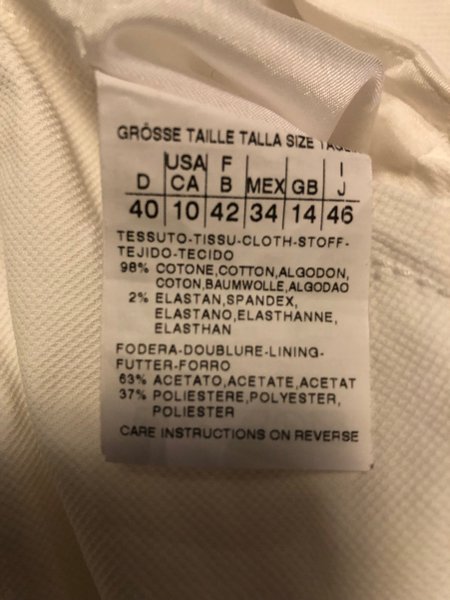 GRÖSSE TAILLE TALLA SIZE
USA F I
D CA B MEX GB J
40 10 42 34 14 46
TESSUTO-TISSU-CLOTH-STOFF-
TEJIDO-TECIDO
98% COTONE,COTTON,ALGODON,
COTON,BAUMWOLLE,ALGODAO
2% ELASTAN,SPANDEX,
ELASTANO,ELASTHANNE,
ELASTHAN
FODERA-DOUBLURE-LINING-
FUTTER-FORRO
63% ACETATO,ACETATE,ACETAT
37% POLIESTERE,POLYESTER,
POLIESTER
CARE INSTRUCTIONS ON REVERSE